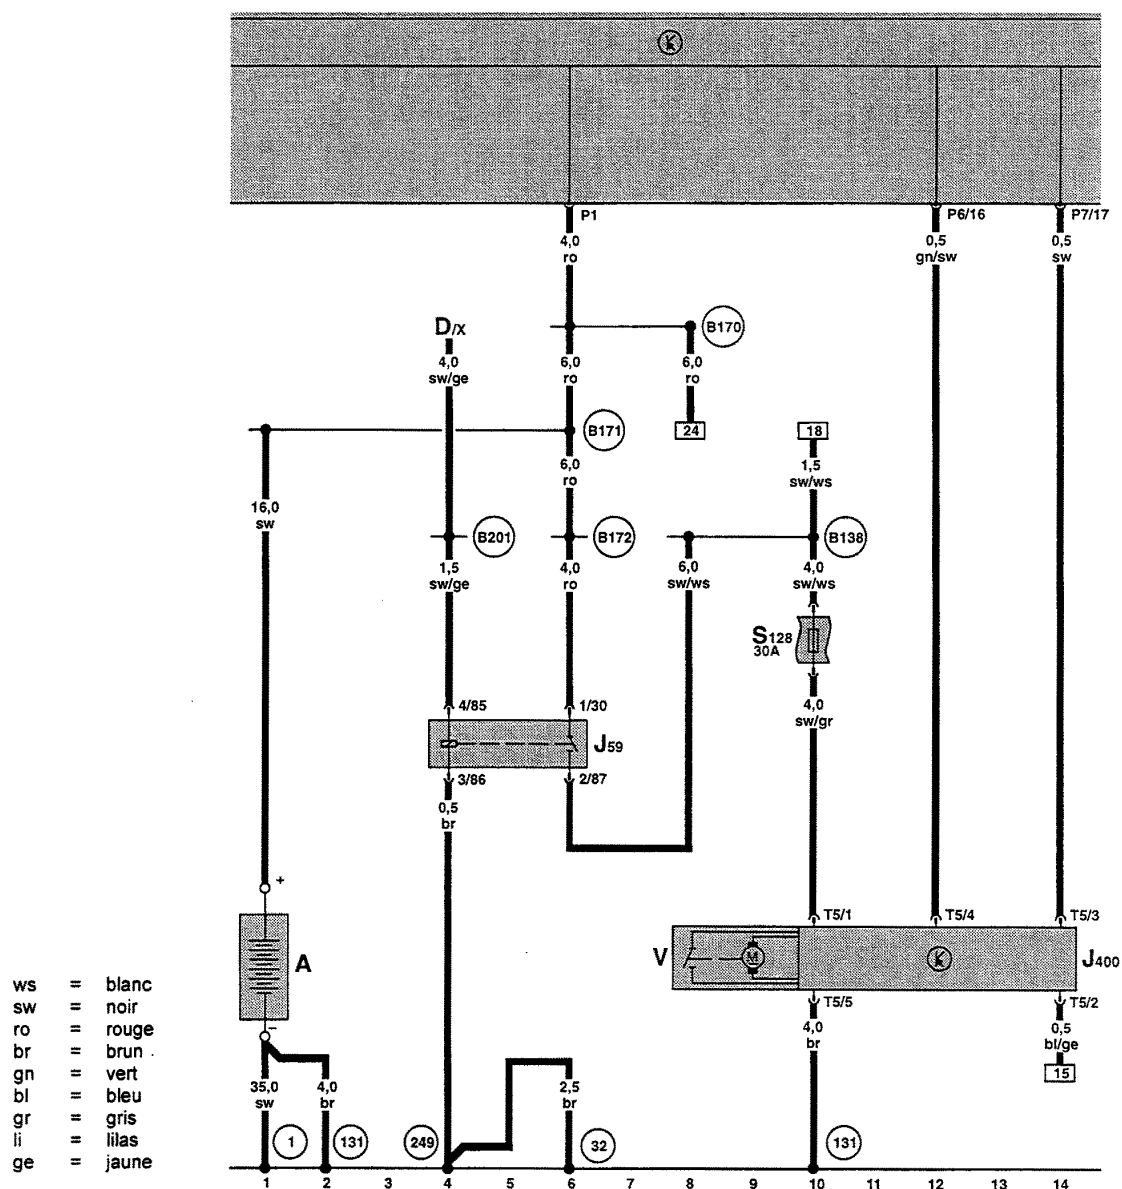 P1 P6/16 P7/17
4,0 0,5 0,5
ro gn/sw sw
D/X B170
4,0 6,0 6,0
sw/ge ro ro
B171 24 18
6,0 1,5
ro sw/ws
16,0
sw
B201 B172 B138
1,5 4,0 6,0 4,0
sw/ge ro sw/ws sw/ws
S128
30A
4/85 1/30 4,0
sw/gr
J59
3/86 2/87
0,5
br
+
T5/1 T5/4 T5/3
A V M J400
ws = blanc
sw = noir
ro = rouge
br = brun
gn = vert
bl = bleu
gr = gris
li = lilas
ge = jaune
−
T5/5 T5/2
4,0 0,5
br bl/ge
15
35,0 4,0 2,5
sw br br
1 131 249 32 131
1 2 3 4 5 6 7 8 9 10 11 12 13 14